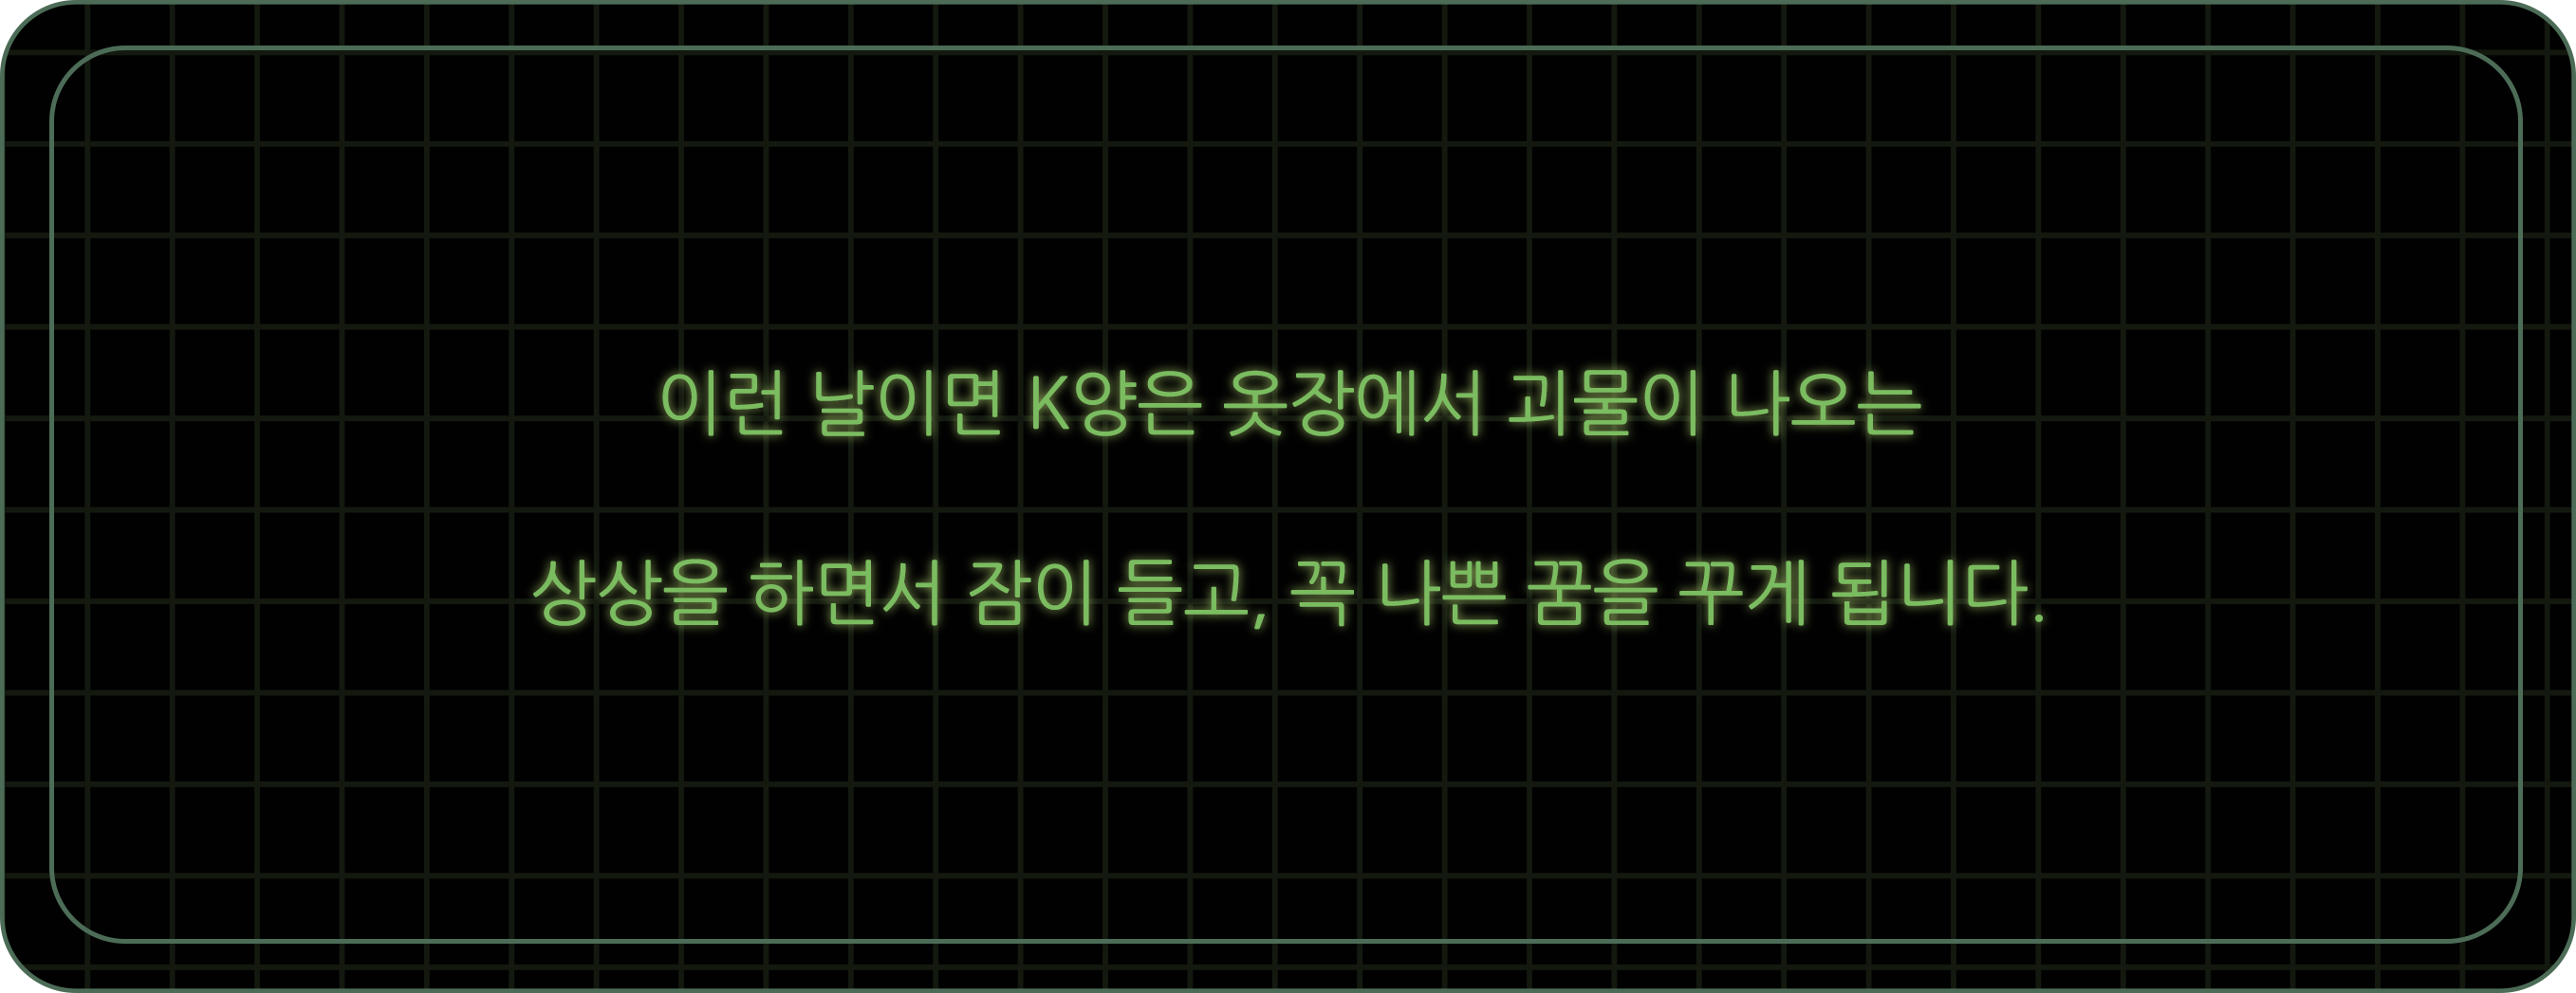 이런 날이면 K양은 옷장에서 괴물이 나오는
상상을 하면서 잠이 들고, 꼭 나쁜 꿈을 꾸게 됩니다.